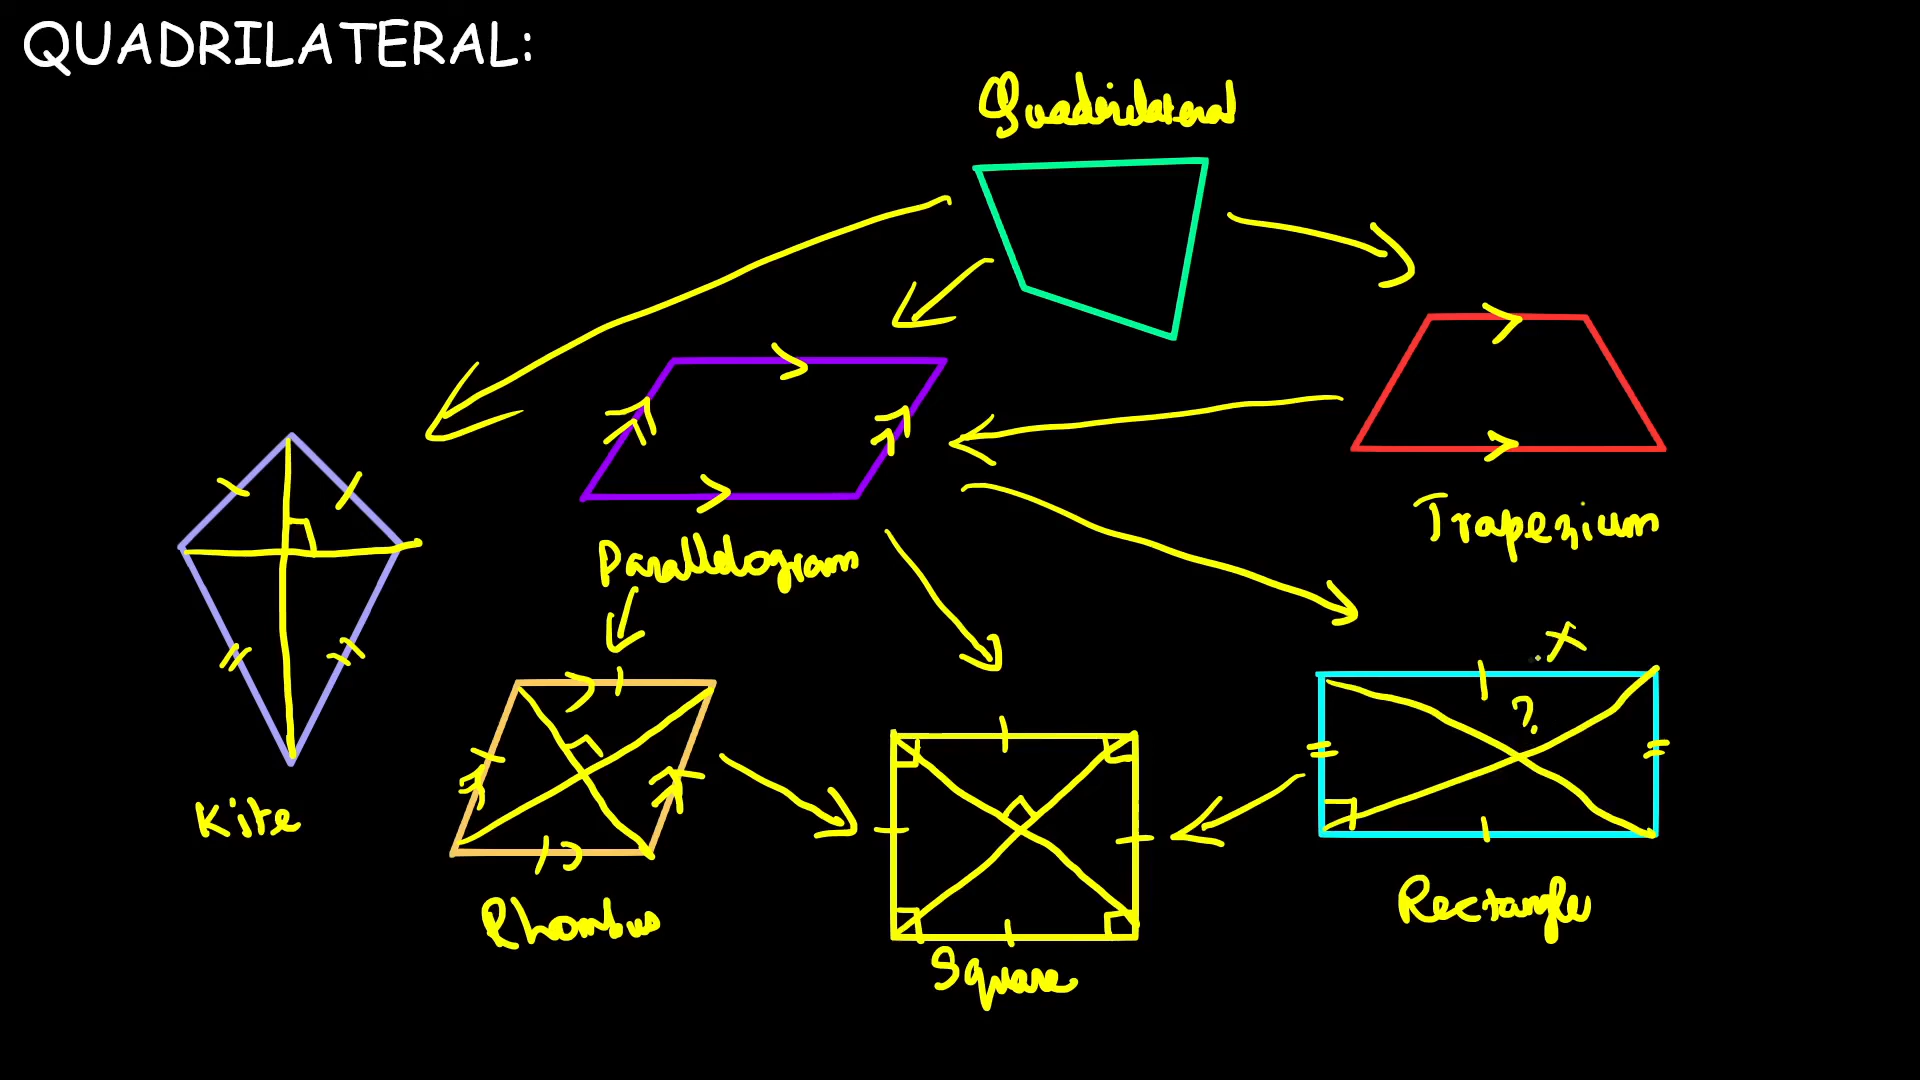 QUADRILATERAL:
Quadrilateral
Trapezium
Parallelogram
?
Kite
Rhombus
Square
Rectangle